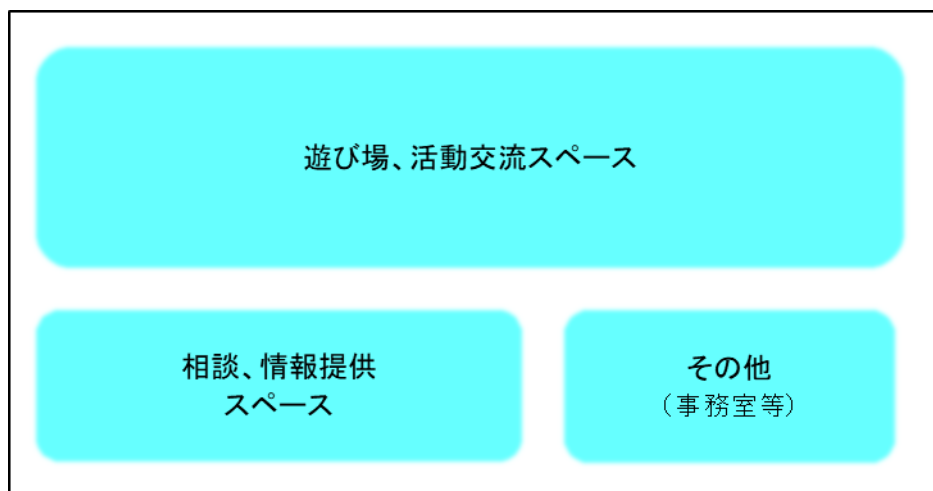 遊び場、活動交流スペース
相談、情報提供
スペース
その他
（事務室等）